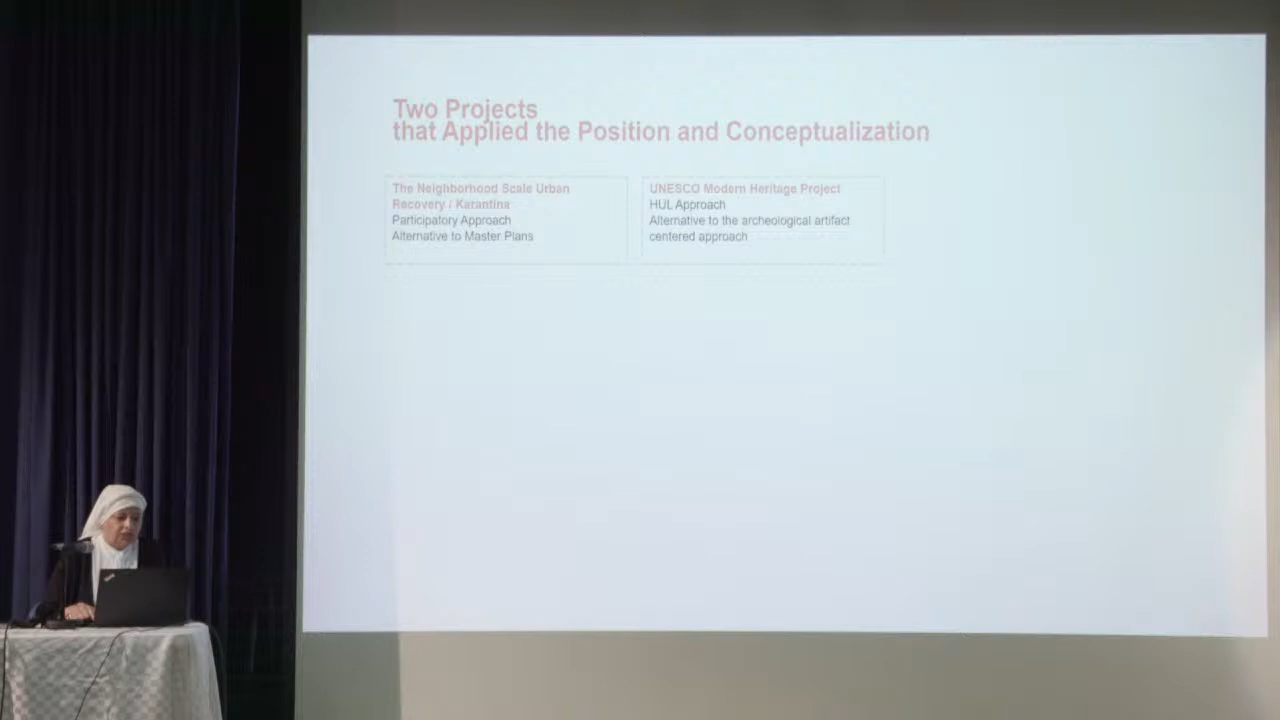 Two Projects
that Applied the Position and Conceptualization
The Neighborhood Scale Urban
Recovery / Karantina
Participatory Approach
Alternative to Master Plans
UNESCO Modern Heritage Project
HUL Approach
Alternative to the archeological artifact
centered approach